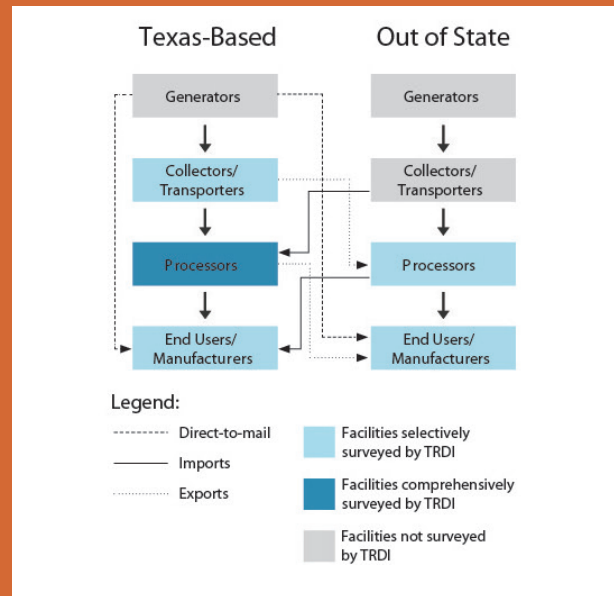 Texas-Based
Out of State
Generators
Generators
Collectors/
Transporters
Collectors/
Transporters
Processors
Processors
End Users/
Manufacturers
End Users/
Manufacturers
Legend:
Direct-to-mail
Imports
Exports
Facilities selectively
surveyed by TRDI
Facilities comprehensively
surveyed by TRDI
Facilities not surveyed
by TRDI